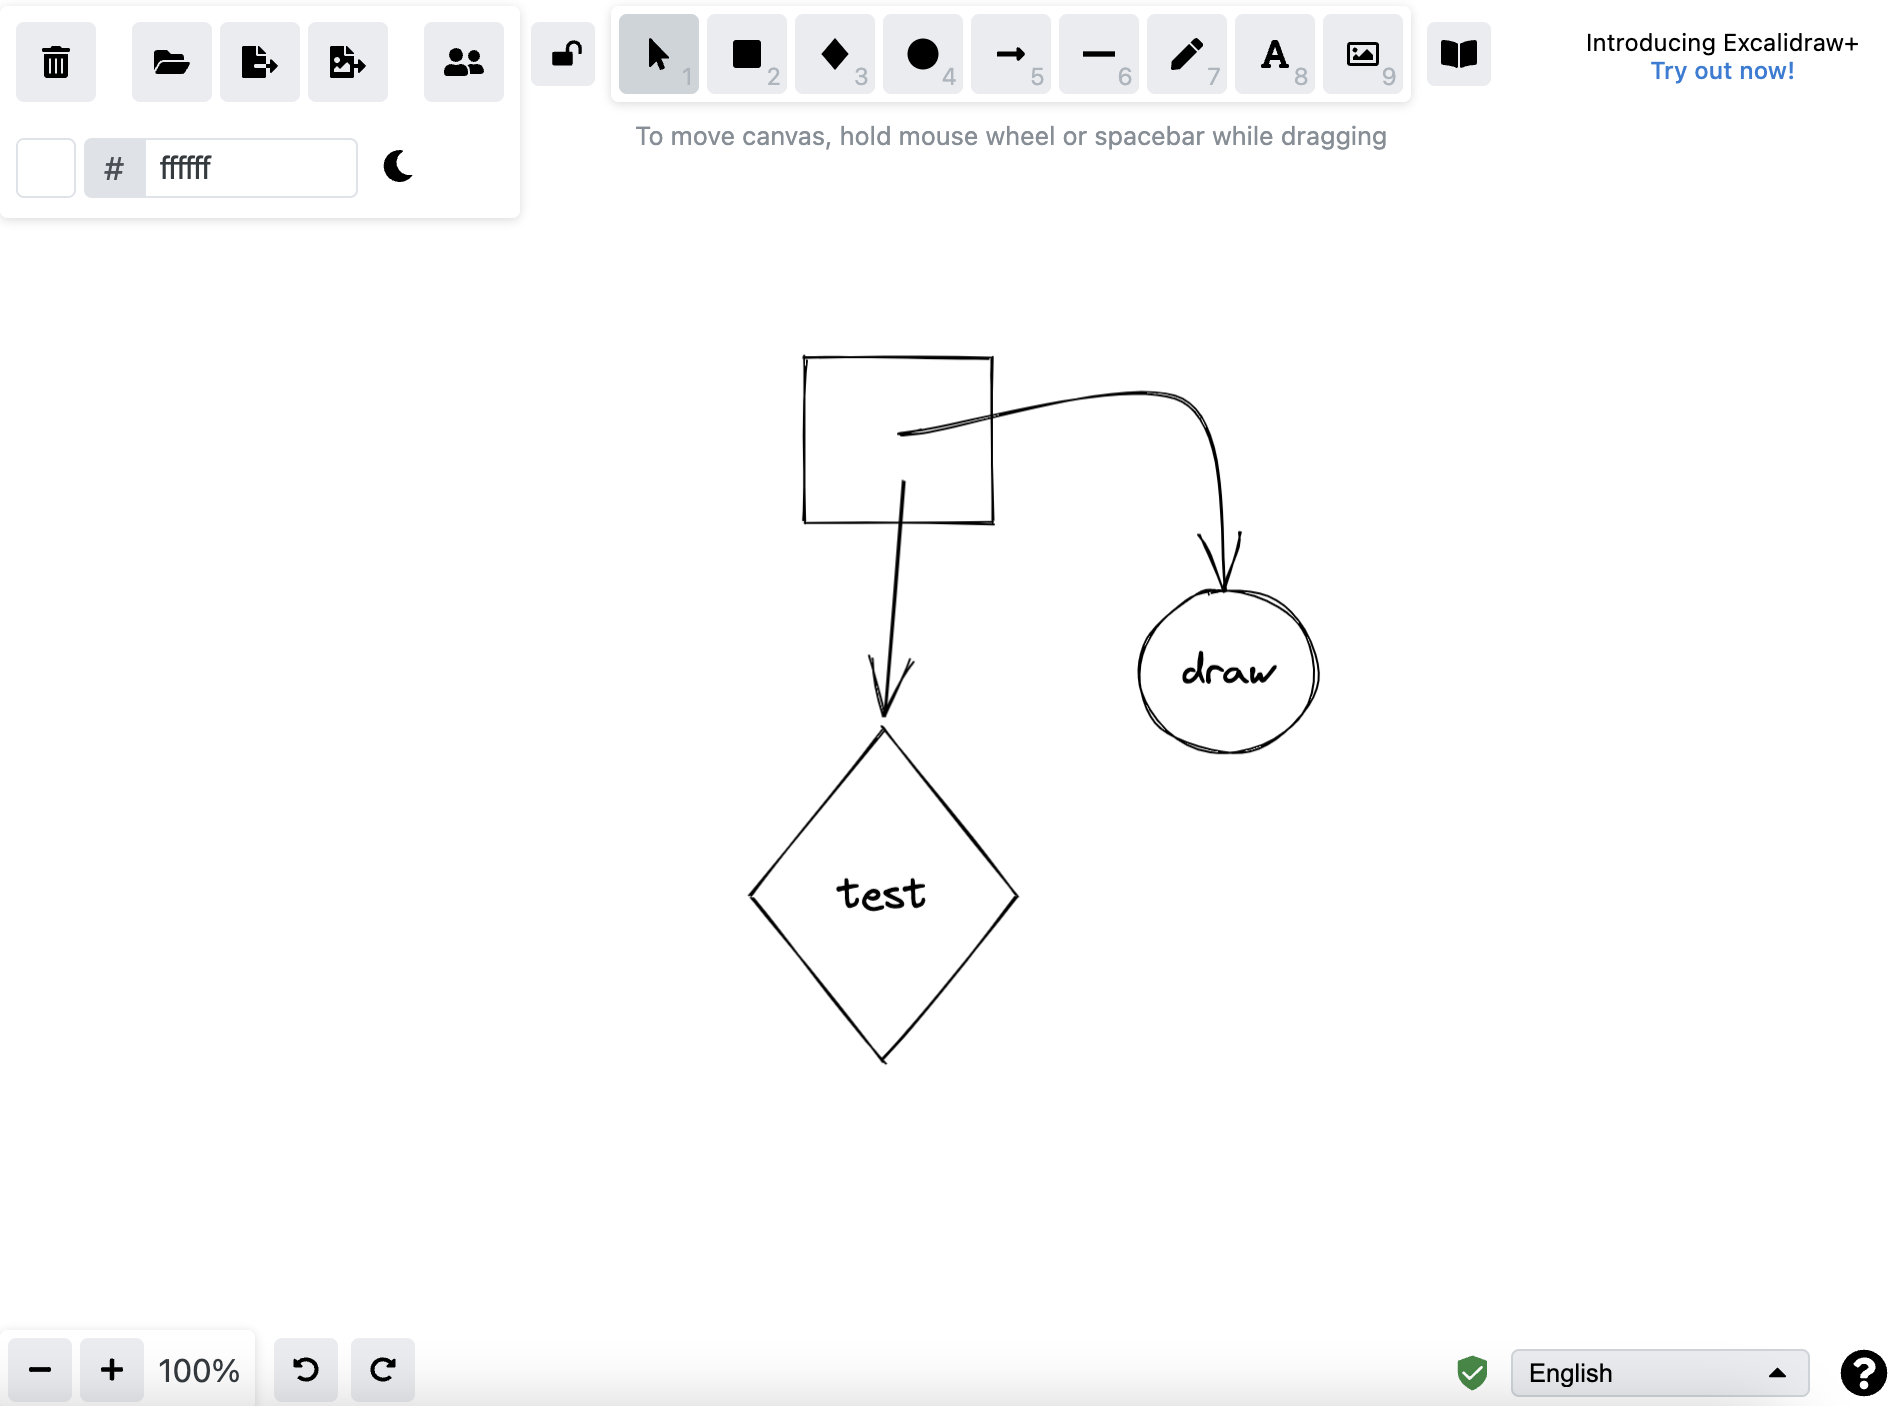 1
2
3
4
5
6
7
A 8
9
Introducing Excalidraw+
Try out now!
To move canvas, hold mouse wheel or spacebar while dragging
# ffffff
draw
test
100%
English
?